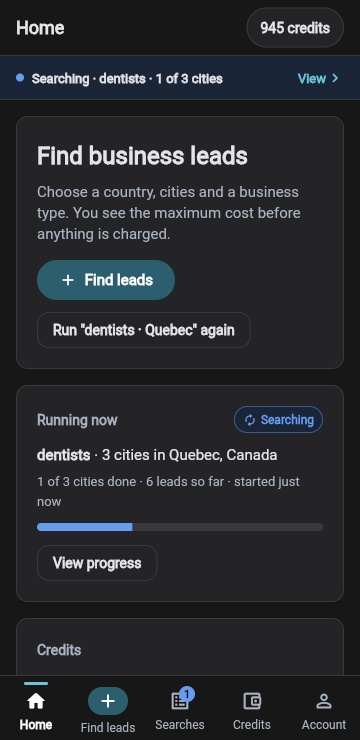 Home
945 credits
Searching · dentists · 1 of 3 cities
View
Find business leads
Choose a country, cities and a business
type. You see the maximum cost before
anything is charged.
Find leads
Run "dentists · Quebec" again
Running now
Searching
dentists · 3 cities in Quebec, Canada
1 of 3 cities done · 6 leads so far · started just
now
View progress
Credits
1
Home
Find leads
Searches
Credits
Account